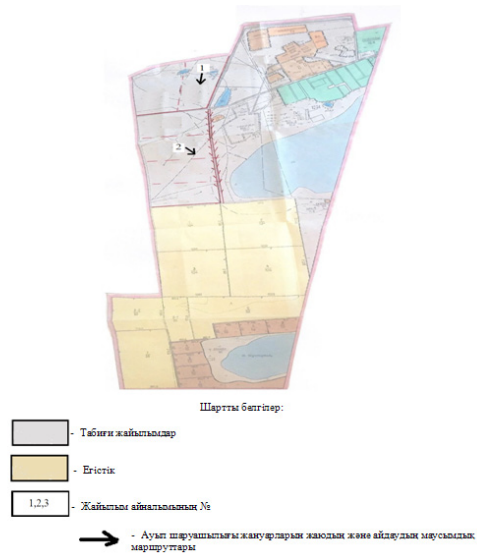 1
2
Шартты белгілер:
- Табиғи жайылымдар
- Егістік
1,2,3 - Жайылым айналымының №
- Ауыл шаруашылығы жануарларын жаюдың және айдаудың маусымдық
маршруттары